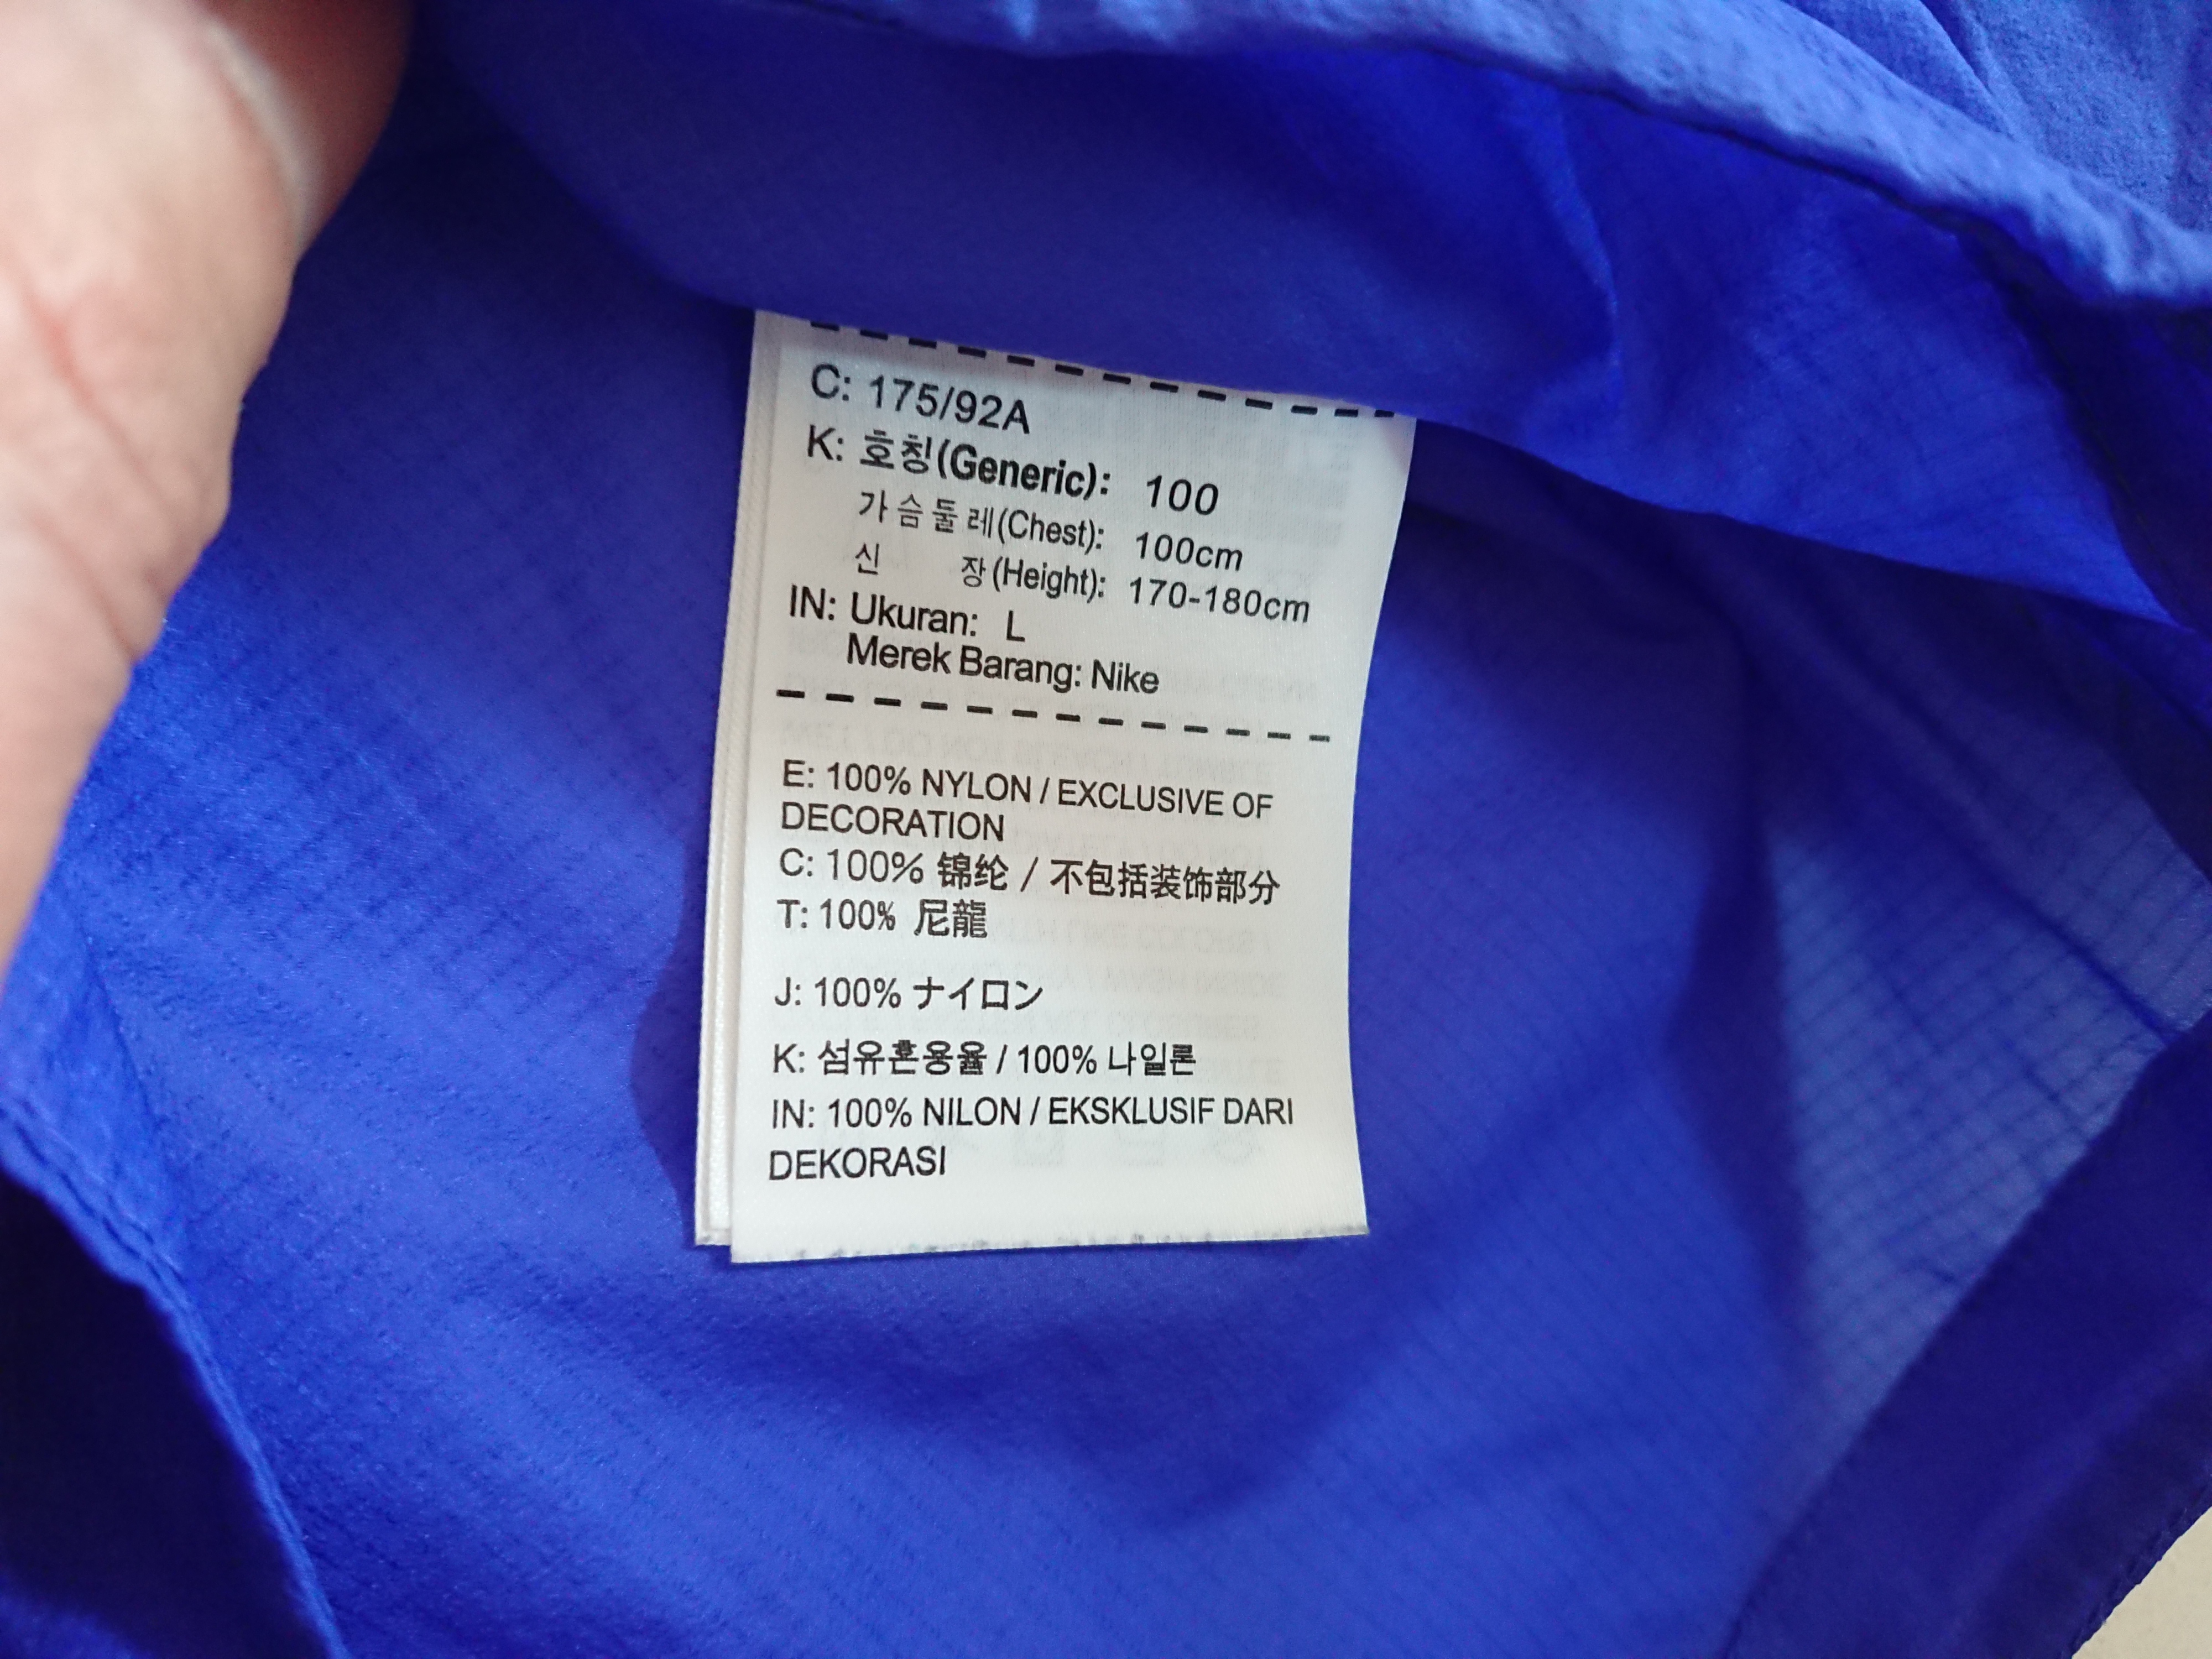 C: 175/92A
K: 호칭(Generic): 100
가슴둘레(Chest): 100cm
신 장(Height): 170-180cm
IN: Ukuran: L
Merek Barang: Nike
E: 100% NYLON / EXCLUSIVE OF
DECORATION
C: 100% 锦纶 / 不包括装饰部分
T: 100% 尼龍
J: 100% ナイロン
K: 섬유혼용율 / 100% 나일론
IN: 100% NILON / EKSKLUSIF DARI
DEKORASI